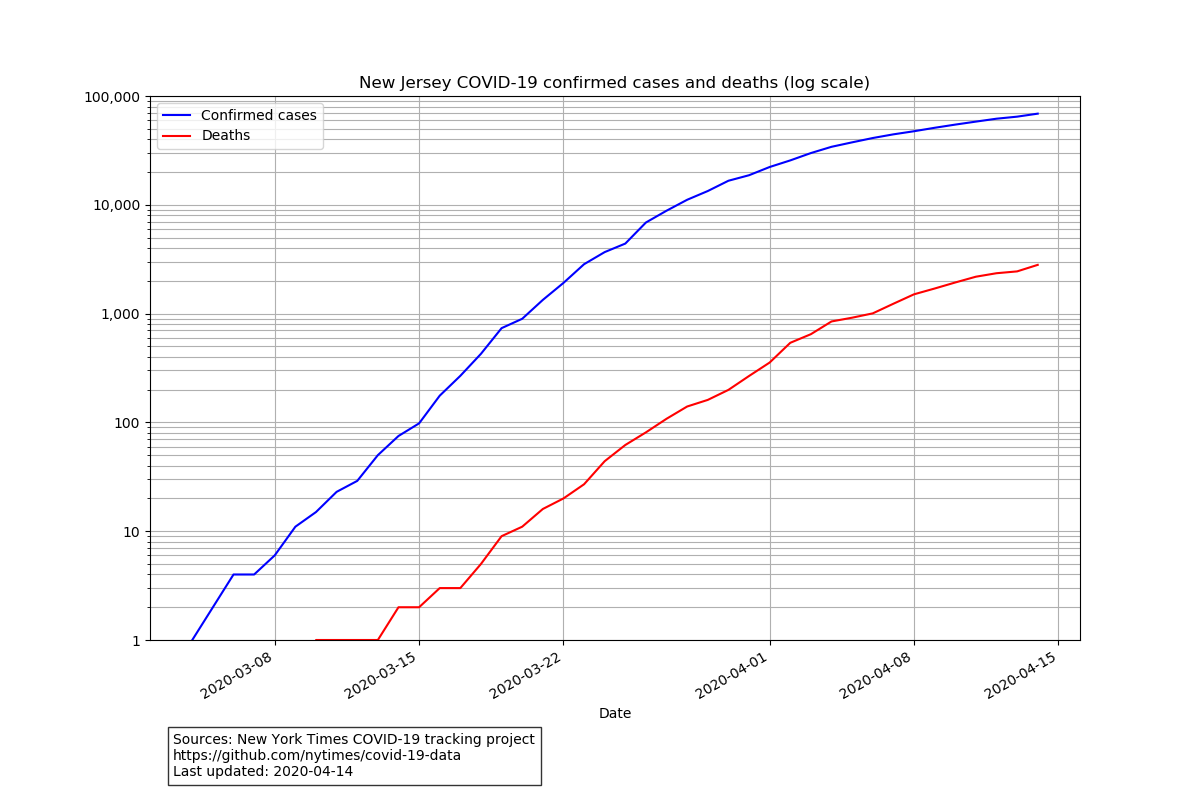 New Jersey COVID-19 confirmed cases and deaths (log scale)
100,000
10,000
1,000
100
10
1
Confirmed cases
Deaths
2020-03-08
2020-03-15
2020-03-22
2020-04-01
2020-04-08
2020-04-15
Date
Sources: New York Times COVID-19 tracking project
https://github.com/nytimes/covid-19-data
Last updated: 2020-04-14